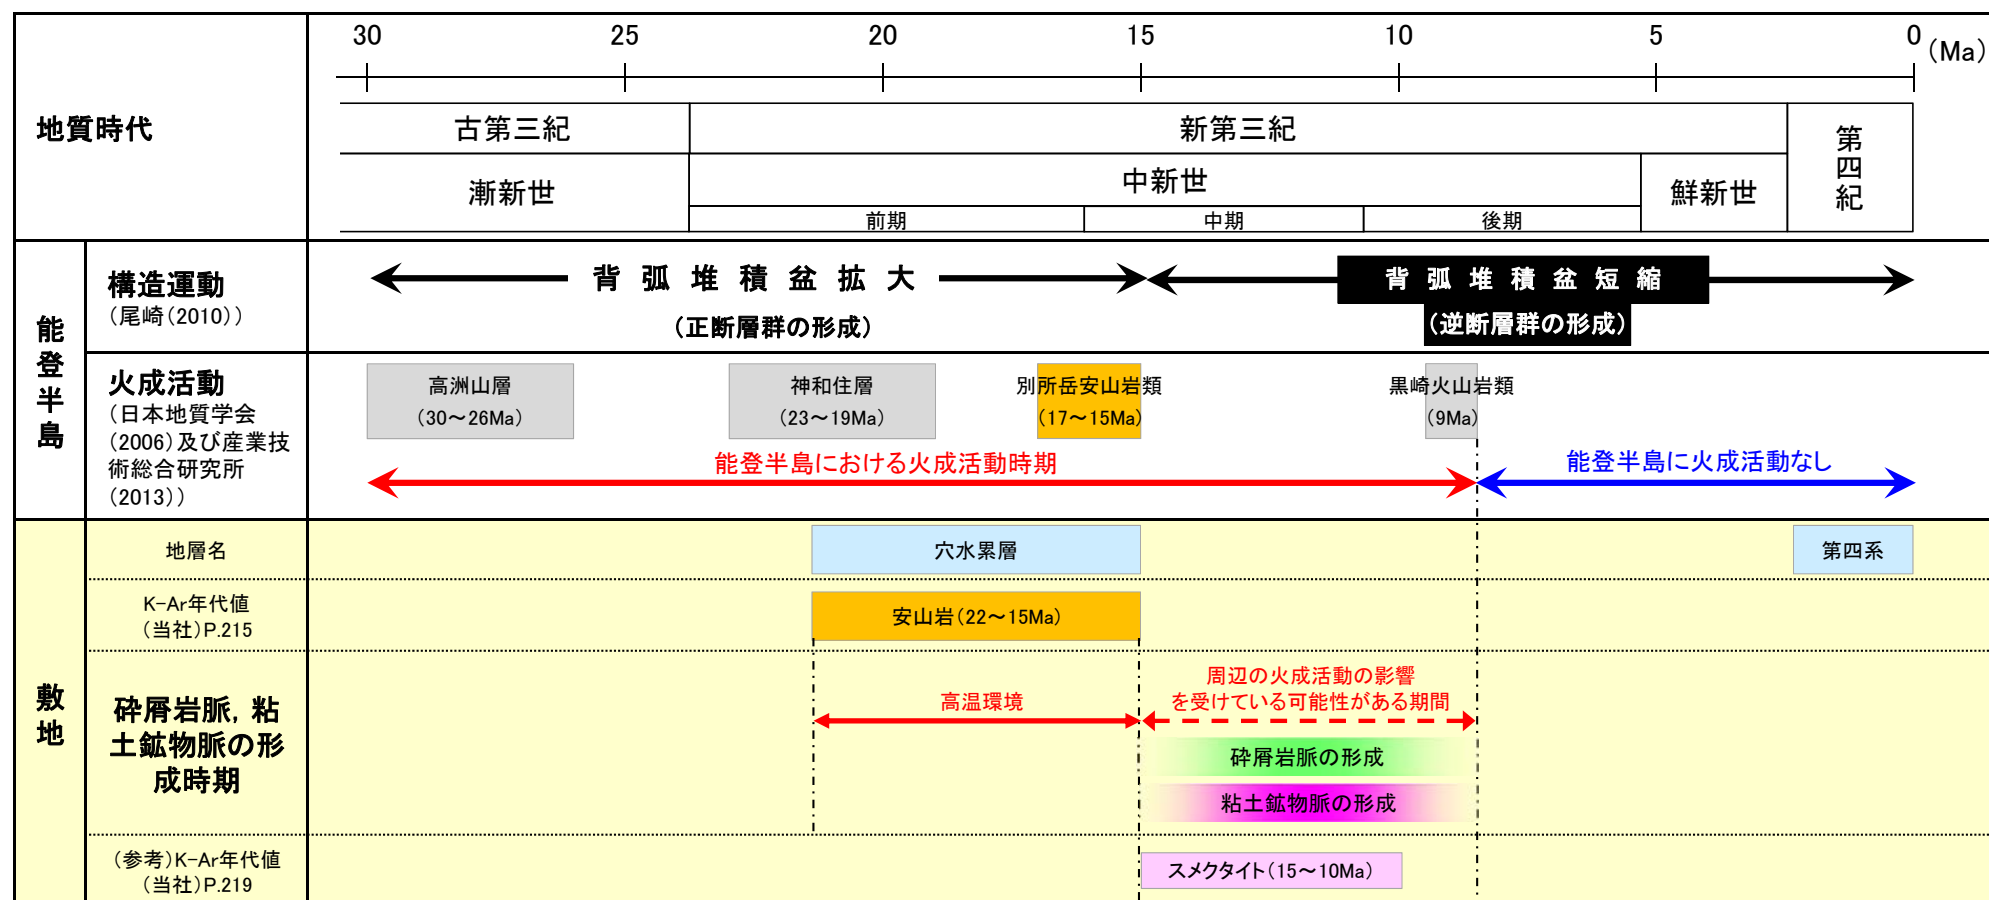 30 25 20 15 10 5 0 (Ma)
地質時代
古第三紀 新第三紀 第四紀
漸新世 中新世 鮮新世
前期 中期 後期
能登半島
構造運動
(尾崎(2010))
背弧堆積盆拡大
(正断層群の形成)
背弧堆積盆短縮
(逆断層群の形成)
火成活動
(日本地質学会
(2006)及び産業技
術総合研究所
(2013))
高洲山層
(30~26Ma)
神和住層
(23~19Ma)
別所岳安山岩類
(17~15Ma)
黒崎火山岩類
(9Ma)
能登半島における火成活動時期
能登半島に火成活動なし
敷地
地層名
穴水累層
第四系
K-Ar年代値
(当社)P.215
安山岩(22~15Ma)
砕屑岩脈,粘
土鉱物脈の形
成時期
高温環境
周辺の火成活動の影響
を受けている可能性がある期間
砕屑岩脈の形成
粘土鉱物脈の形成
(参考)K-Ar年代値
(当社)P.219
スメクタイト(15~10Ma)